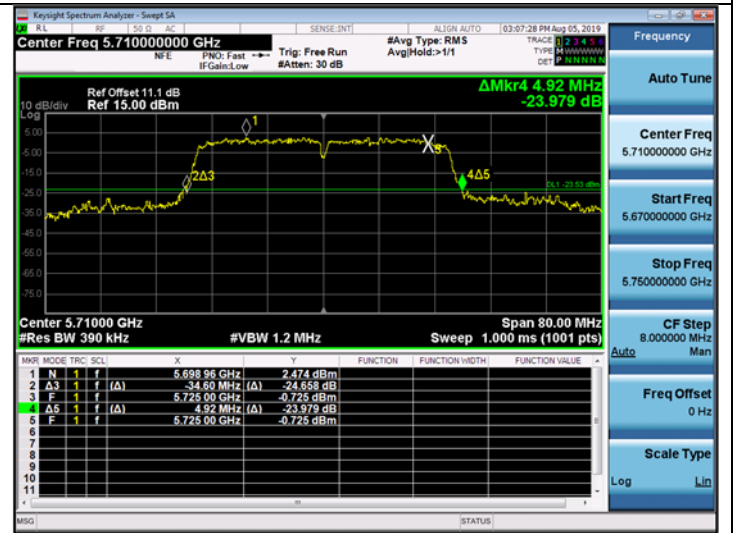 Keysight Spectrum Analyzer - Swept SA
RL RF 50 Ω AC SENSE:INT ALIGN AUTO 03:07:28 PM Aug 05, 2019
Center Freq 5.710000000 GHz
NFE PNO: Fast IFGain:Low
Trig: Free Run
#Atten: 30 dB
#Avg Type: RMS
Avg|Hold:>1/1
TRACE 1 2 3 4 5 6
TYPE M W W W W W
DET P N N N N N
Frequency
Auto Tune
Center Freq
5.710000000 GHz
Start Freq
5.670000000 GHz
Stop Freq
5.750000000 GHz
CF Step
8.000000 MHz
Auto Man
Freq Offset
0 Hz
Scale Type
Log Lin
ΔMkr4 4.92 MHz
-23.979 dB
Ref Offset 11.1 dB
10 dB/div Ref 15.00 dBm
Log
5.00
-5.00
-15.0
-25.0
-35.0
-45.0
-55.0
-65.0
-75.0
1
2Δ3
4Δ5
DL1 -23.53 dBm
Center 5.71000 GHz Span 80.00 MHz
#Res BW 390 kHz #VBW 1.2 MHz Sweep 1.000 ms (1001 pts)
MKR MODE TRC SCL X Y FUNCTION FUNCTION WIDTH FUNCTION VALUE
1 N 1 f 5.698 96 GHz 2.474 dBm
2 Δ3 1 f (Δ) -34.60 MHz (Δ) -24.658 dB
3 F 1 f 5.725 00 GHz -0.725 dBm
4 Δ5 1 f (Δ) 4.92 MHz (Δ) -23.979 dB
5 F 1 f 5.725 00 GHz -0.725 dBm
6
7
8
9
10
11
MSG STATUS